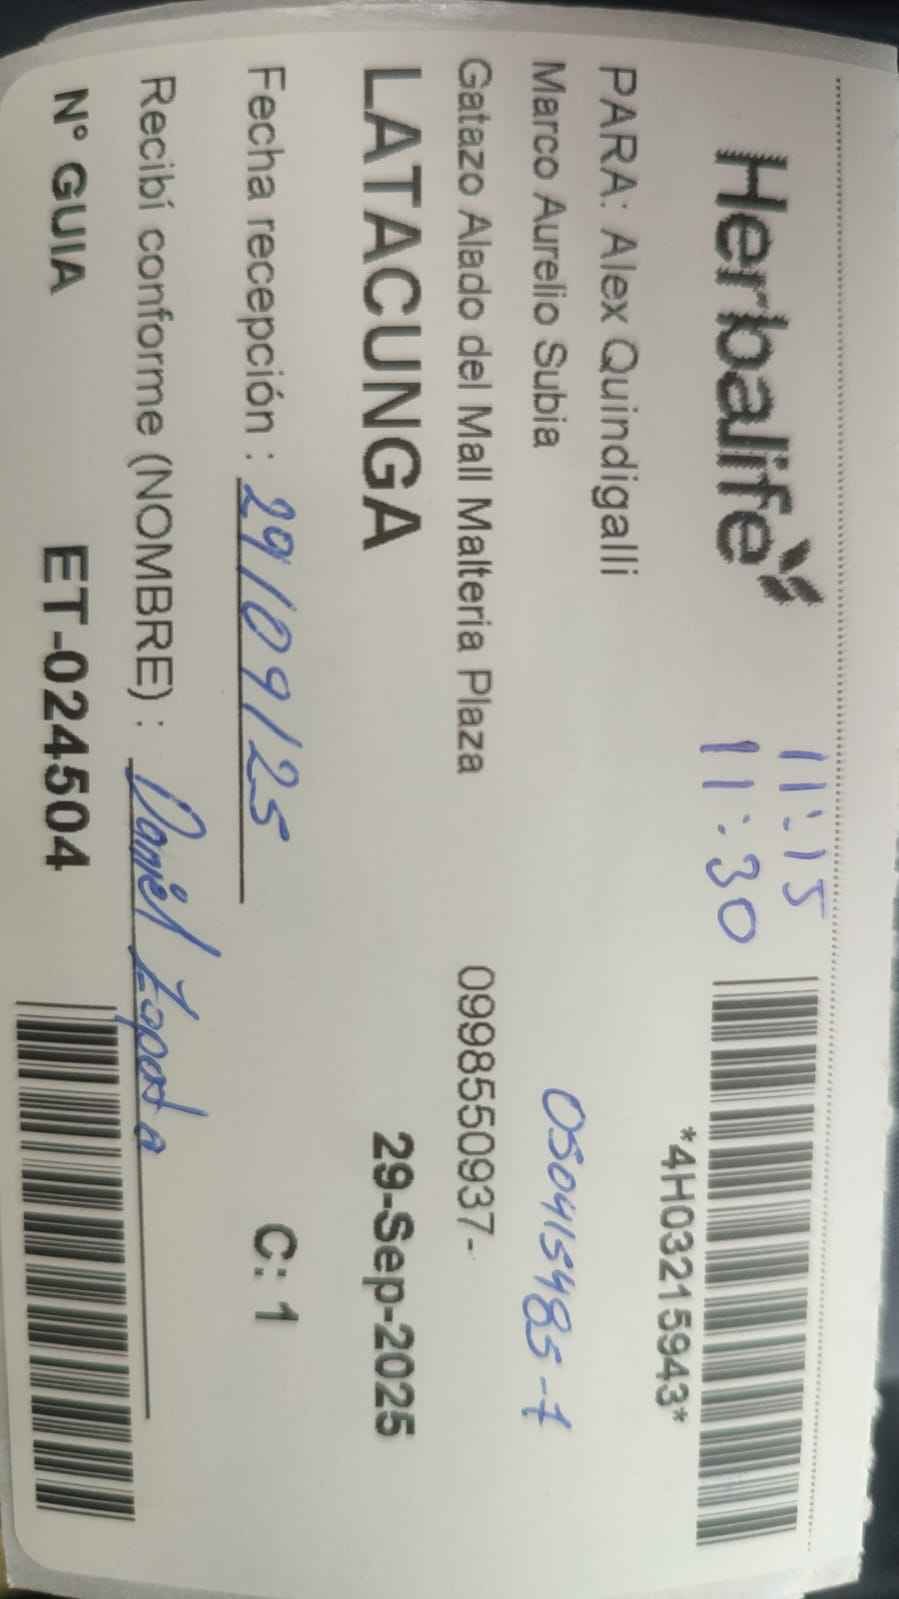 Herbalife
11:15
11:30
*4H03215943*
PARA: Alex Quindigalli
Marco Aurelio Subia
050415485-7
Gatazo Alado del Mall Malteria Plaza 0998550937-
LATACUNGA 29-Sep-2025
Fecha recepción : 29/09/25 C: 1
Recibí conforme (NOMBRE) : Daniel Zapata
N° GUIA ET-024504